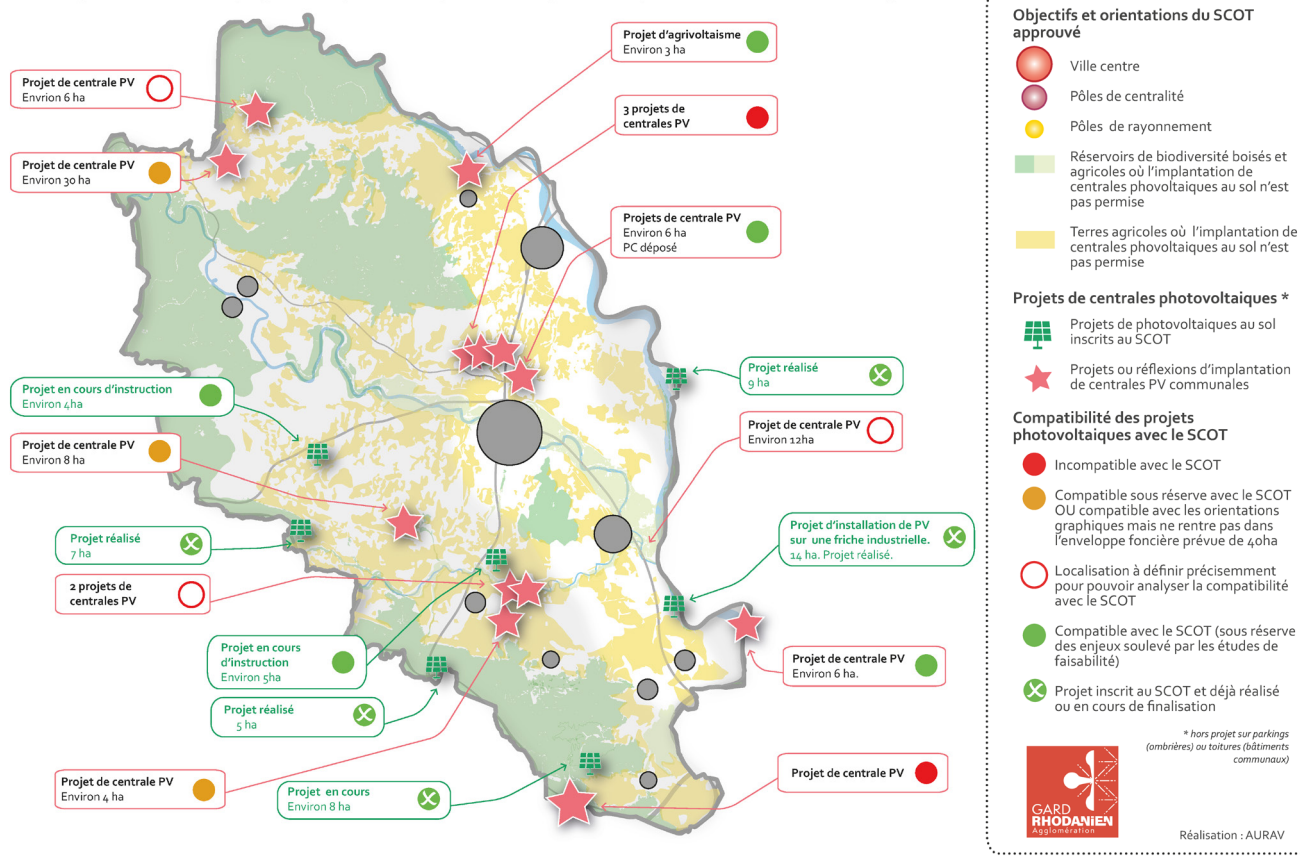 Projet d'agrivoltaisme
Environ 3 ha
Projet de centrale PV
Envrion 6 ha
3 projets de
centrales PV
Projet de centrale PV
Environ 30 ha
Projets de centrale PV
Environ 6 ha
PC déposé
Projet réalisé
9 ha
Projet en cours d'instruction
Environ 4ha
Projet de centrale PV
Environ 12ha
Projet de centrale PV
Environ 8 ha
Projet d'installation de PV
sur une friche industrielle.
14 ha. Projet réalisé.
Projet réalisé
7 ha
2 projets de
centrales PV
Projet en cours
d'instruction
Environ 5ha
Projet de centrale PV
Environ 6 ha.
Projet réalisé
5 ha
Projet de centrale PV
Environ 4 ha
Projet en cours
Environ 8 ha
Projet de centrale PV
Objectifs et orientations du SCOT
approuvé
Ville centre
Pôles de centralité
Pôles de rayonnement
Réservoirs de biodiversité boisés et
agricoles où l'implantation de
centrales phovoltaiques au sol n'est
pas permise
Terres agricoles où l'implantation de
centrales phovoltaiques au sol n'est
pas permise
Projets de centrales photovoltaiques *
Projets de photovoltaiques au sol
inscrits au SCOT
Projets ou réflexions d'implantation
de centrales PV communales
Compatibilité des projets
photovoltaiques avec le SCOT
Incompatible avec le SCOT
Compatible sous réserve avec le SCOT
OU compatible avec les orientations
graphiques mais ne rentre pas dans
l'enveloppe foncière prévue de 40ha
Localisation à définir précisemment
pour pouvoir analyser la compatibilité
avec le SCOT
Compatible avec le SCOT (sous réserve
des enjeux soulevé par les études de
faisabilité)
Projet inscrit au SCOT et déjà réalisé
ou en cours de finalisation
* hors projet sur parkings
(ombrières) ou toitures (bâtiments
communaux)
GARD
RHODANIEN
Agglomération
Réalisation : AURAV